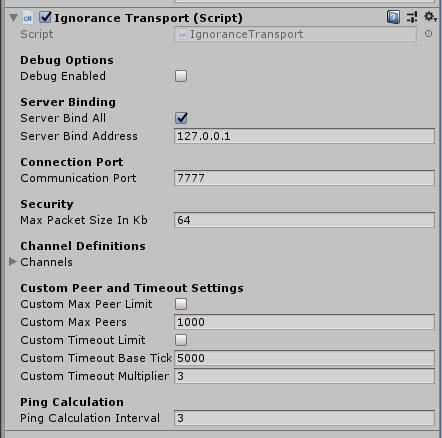 Ignorance Transport (Script)
Script IgnoranceTransport
Debug Options
Debug Enabled
Server Binding
Server Bind All
Server Bind Address 127.0.0.1
Connection Port
Communication Port 7777
Security
Max Packet Size In Kb 64
Channel Definitions
Channels
Custom Peer and Timeout Settings
Custom Max Peer Limit
Custom Max Peers 1000
Custom Timeout Limit
Custom Timeout Base Tick 5000
Custom Timeout Multiplier 3
Ping Calculation
Ping Calculation Interval 3